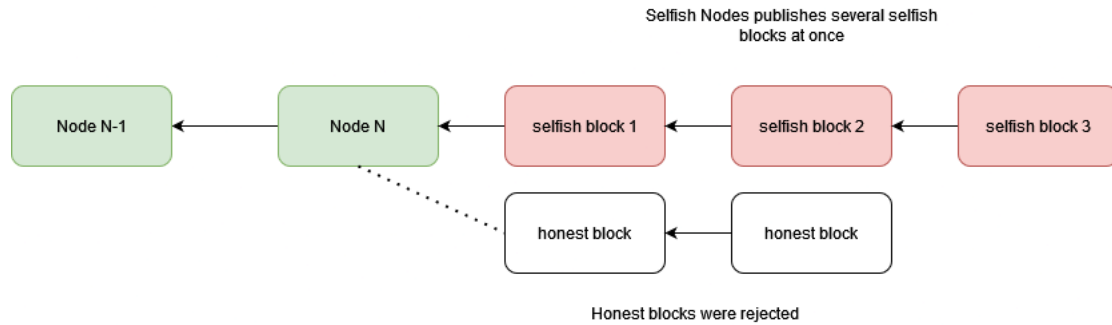 Selfish Nodes publishes several selfish
blocks at once
Node N-1
Node N
selfish block 1
selfish block 2
selfish block 3
honest block
honest block
Honest blocks were rejected